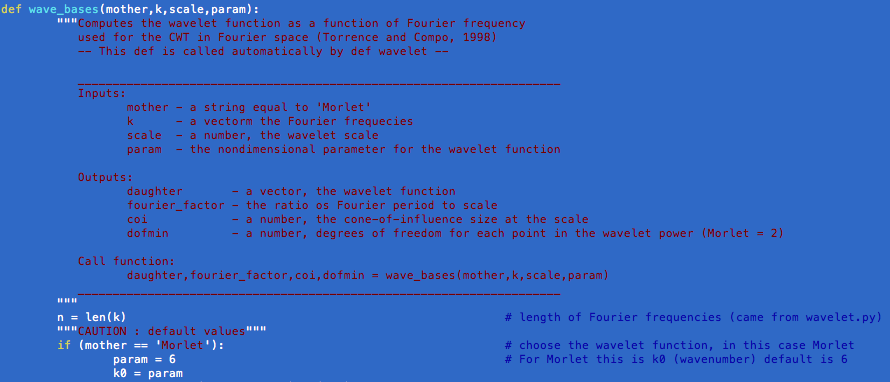 def wave_bases(mother,k,scale,param):
"""Computes the wavelet function as a function of Fourier frequency
used for the CWT in Fourier space (Torrence and Compo, 1998)
-- This def is called automatically by def wavelet --
_____________________________________________________________________
Inputs:
mother - a string equal to 'Morlet'
k      - a vectorm the Fourier frequecies
scale  - a number, the wavelet scale
param  - the nondimensional parameter for the wavelet function
Outputs:
daughter       - a vector, the wavelet function
fourier_factor - the ratio os Fourier period to scale
coi            - a number, the cone-of-influence size at the scale
dofmin         - a number, degrees of freedom for each point in the wavelet power (Morlet = 2)
Call function:
daughter,fourier_factor,coi,dofmin = wave_bases(mother,k,scale,param)
_____________________________________________________________________
"""
n = len(k) # length of Fourier frequencies (came from wavelet.py)
"""CAUTION : default values"""
if (mother == 'Morlet'): # choose the wavelet function, in this case Morlet
param = 6 # For Morlet this is k0 (wavenumber) default is 6
k0 = param